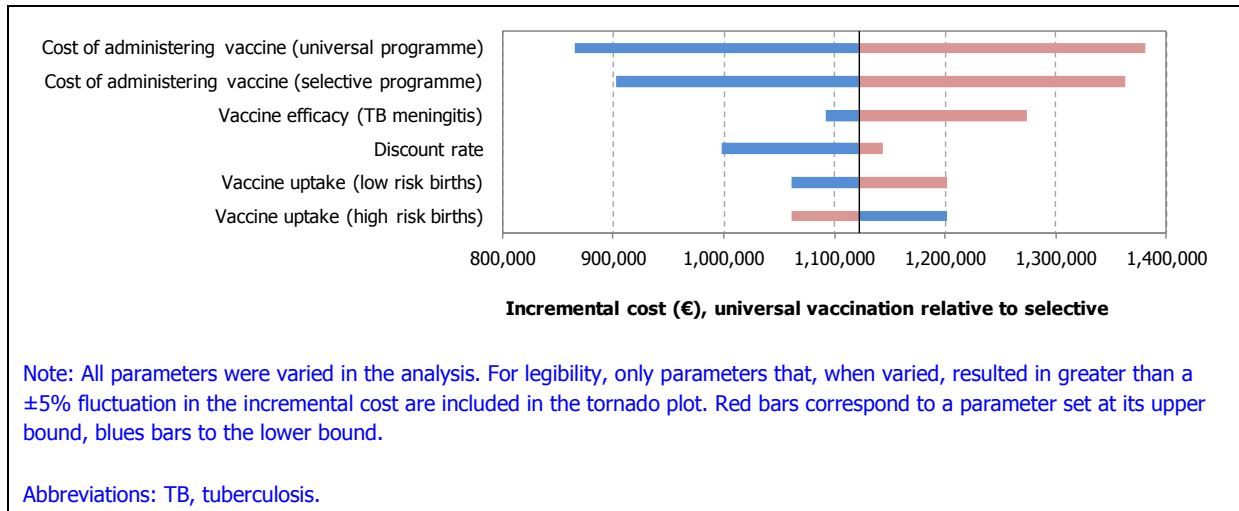 Cost of administering vaccine (universal programme)
Cost of administering vaccine (selective programme)
Vaccine efficacy (TB meningitis)
Discount rate
Vaccine uptake (low risk births)
Vaccine uptake (high risk births)
800,000 900,000 1,000,000 1,100,000 1,200,000 1,300,000 1,400,000
Incremental cost (€), universal vaccination relative to selective
Note: All parameters were varied in the analysis. For legibility, only parameters that, when varied, resulted in greater than a
±5% fluctuation in the incremental cost are included in the tornado plot. Red bars correspond to a parameter set at its upper
bound, blues bars to the lower bound.
Abbreviations: TB, tuberculosis.